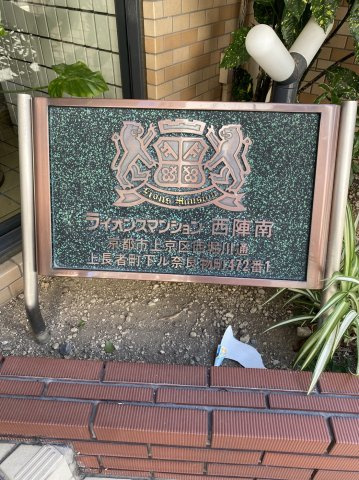 Lions Mansion
ライオンズマンション 西陣南
京都市上京区西堀川通
上長者町下ル奈良物町472番1